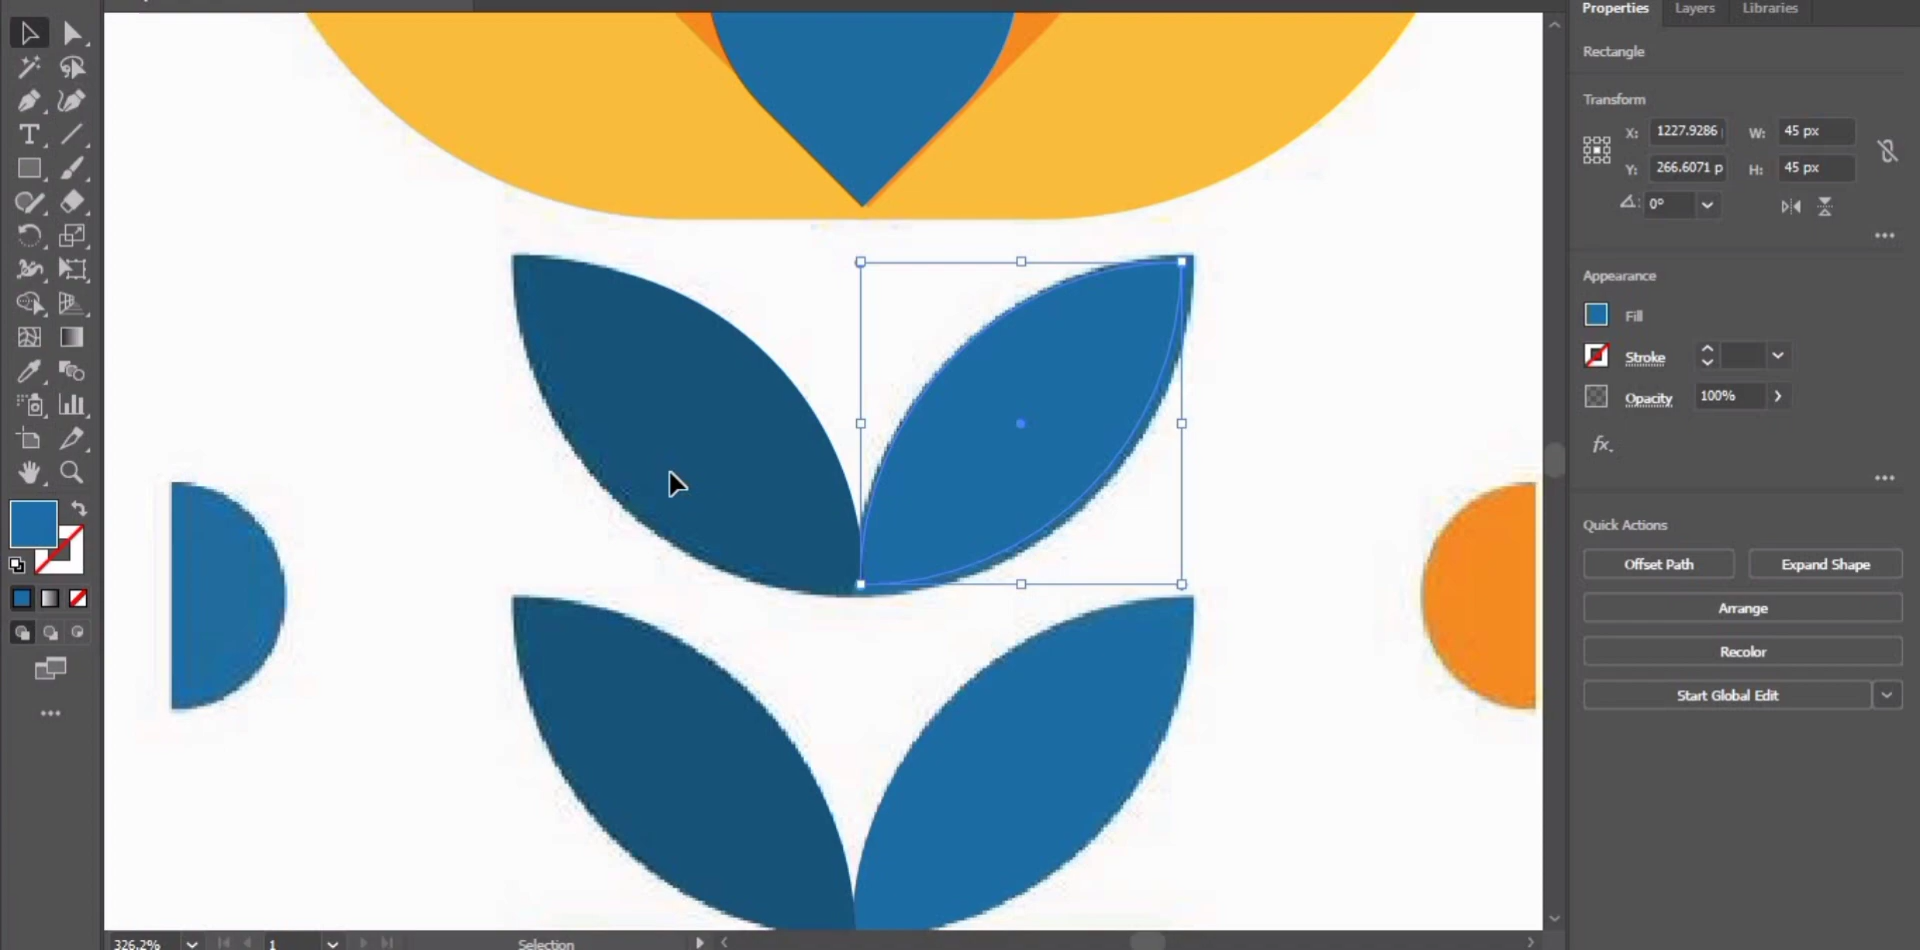 Properties Layers Libraries
Rectangle
Transform
X: 1227.9286 W: 45 px
Y: 266.6071 p H: 45 px
0°
Appearance
Fill
Stroke
Opacity 100%
fx.
Quick Actions
Offset Path Expand Shape
Arrange
Recolor
Start Global Edit
T
326.2% 1 Selection